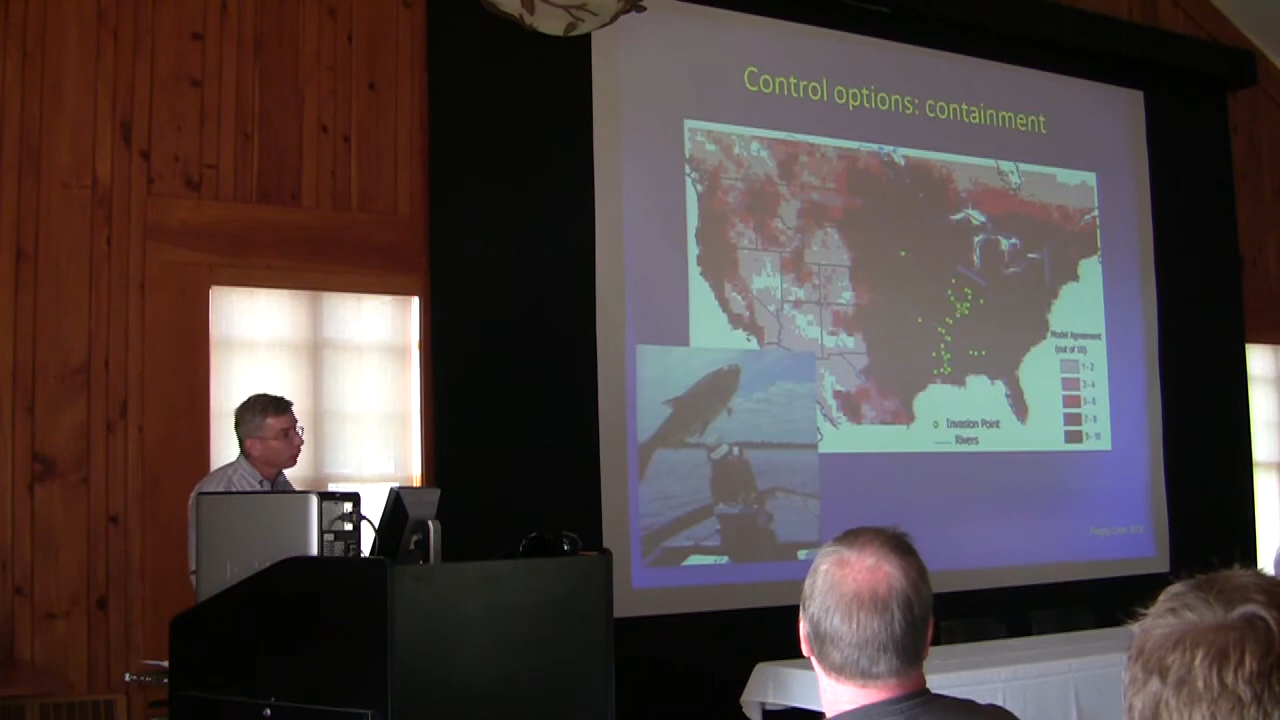 Control options: containment
Model Agreement
(out of 10)
1 - 2
3 - 4
5 - 6
7 - 8
9 - 10
Invasion Point
Rivers